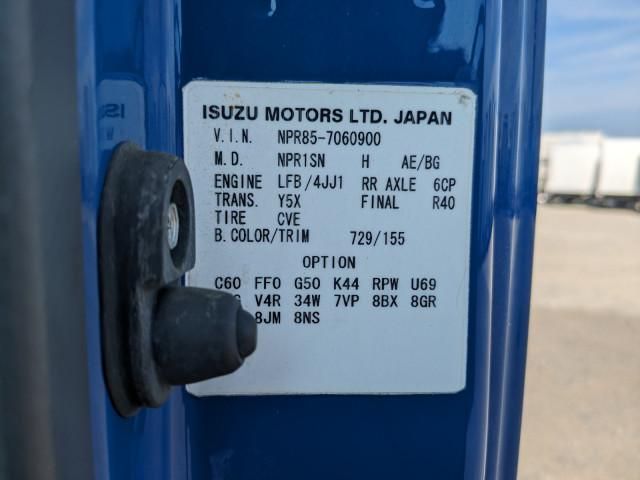 ISUZU MOTORS LTD. JAPAN
V.I.N. NPR85-7060900
M.D. NPR1SN H AE/BG
ENGINE LFB/4JJ1 RR AXLE 6CP
TRANS. Y5X FINAL R40
TIRE CVE
B.COLOR/TRIM 729/155
OPTION
C60 FF0 G50 K44 RPW U69
V4R 34W 7VP 8BX 8GR
8JM 8NS